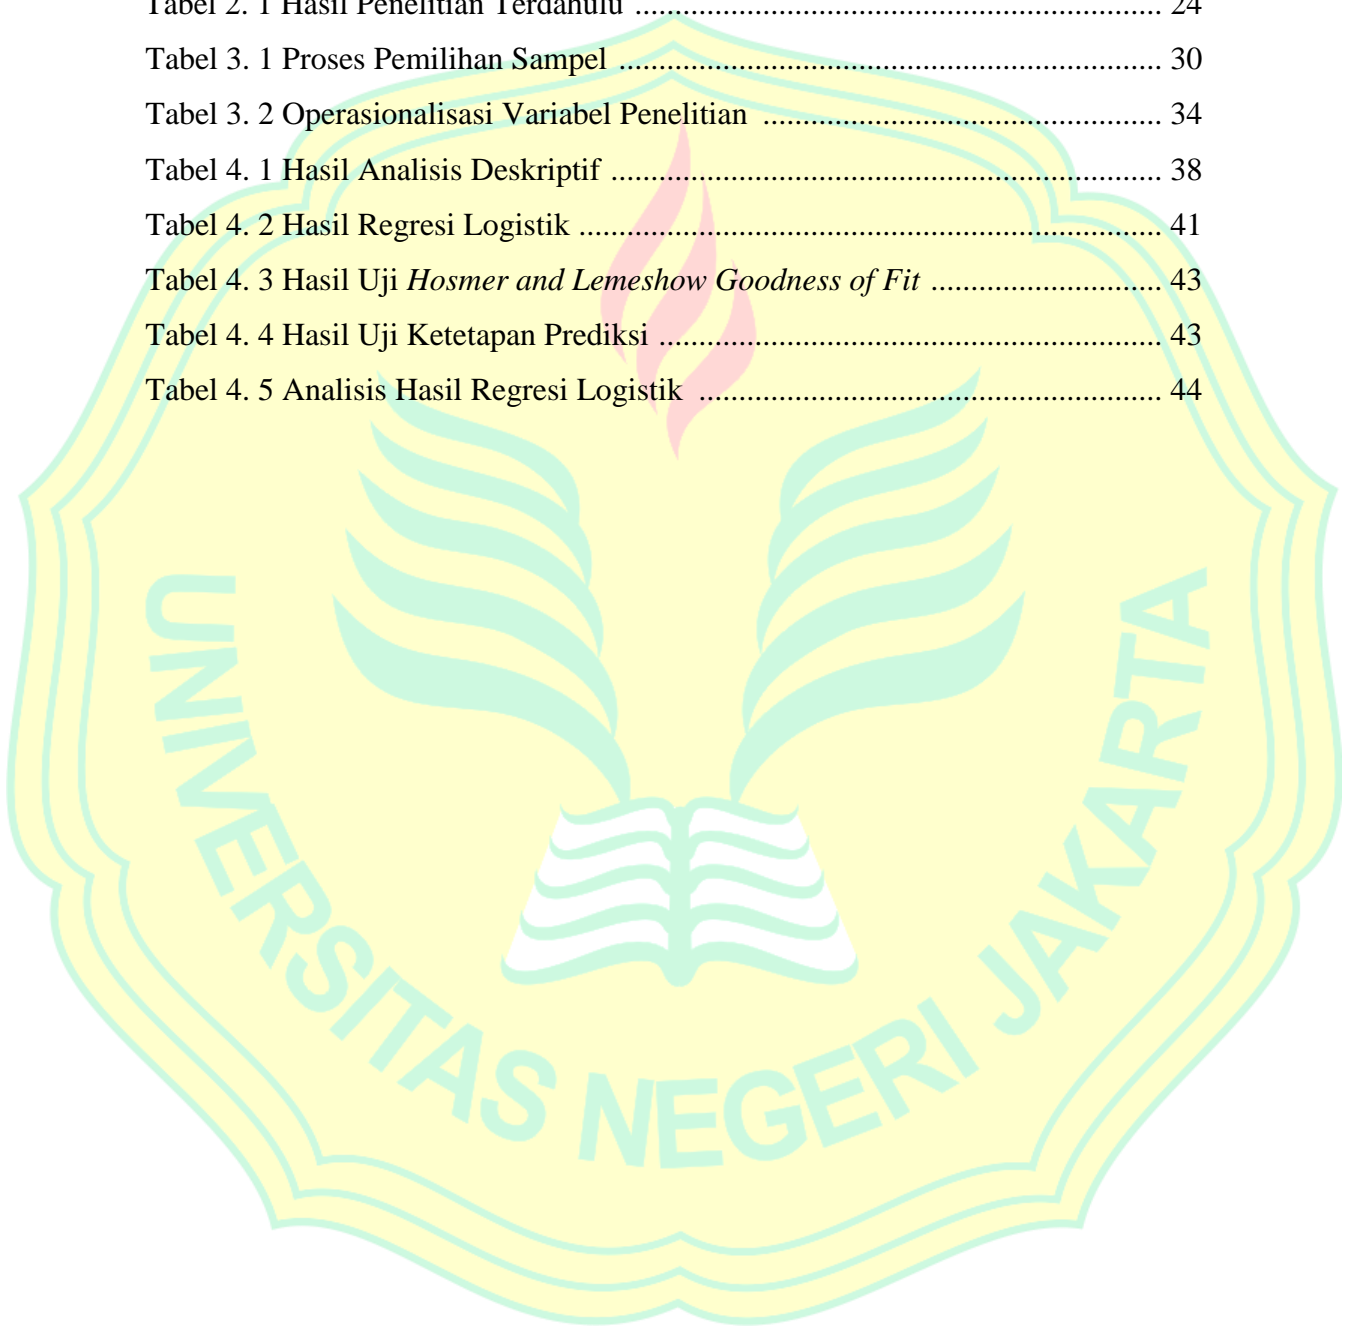 Tabel 2. 1 Hasil Penelitian Terdahulu ................................................................. 24
Tabel 3. 1 Proses Pemilihan Sampel ................................................................... 30
Tabel 3. 2 Operasionalisasi Variabel Penelitian ................................................. 34
Tabel 4. 1 Hasil Analisis Deskriptif .................................................................... 38
Tabel 4. 2 Hasil Regresi Logistik ........................................................................ 41
Tabel 4. 3 Hasil Uji Hosmer and Lemeshow Goodness of Fit ............................. 43
Tabel 4. 4 Hasil Uji Ketetapan Prediksi .............................................................. 43
Tabel 4. 5 Analisis Hasil Regresi Logistik ......................................................... 44
UNIVERSITAS NEGERI JAKARTA